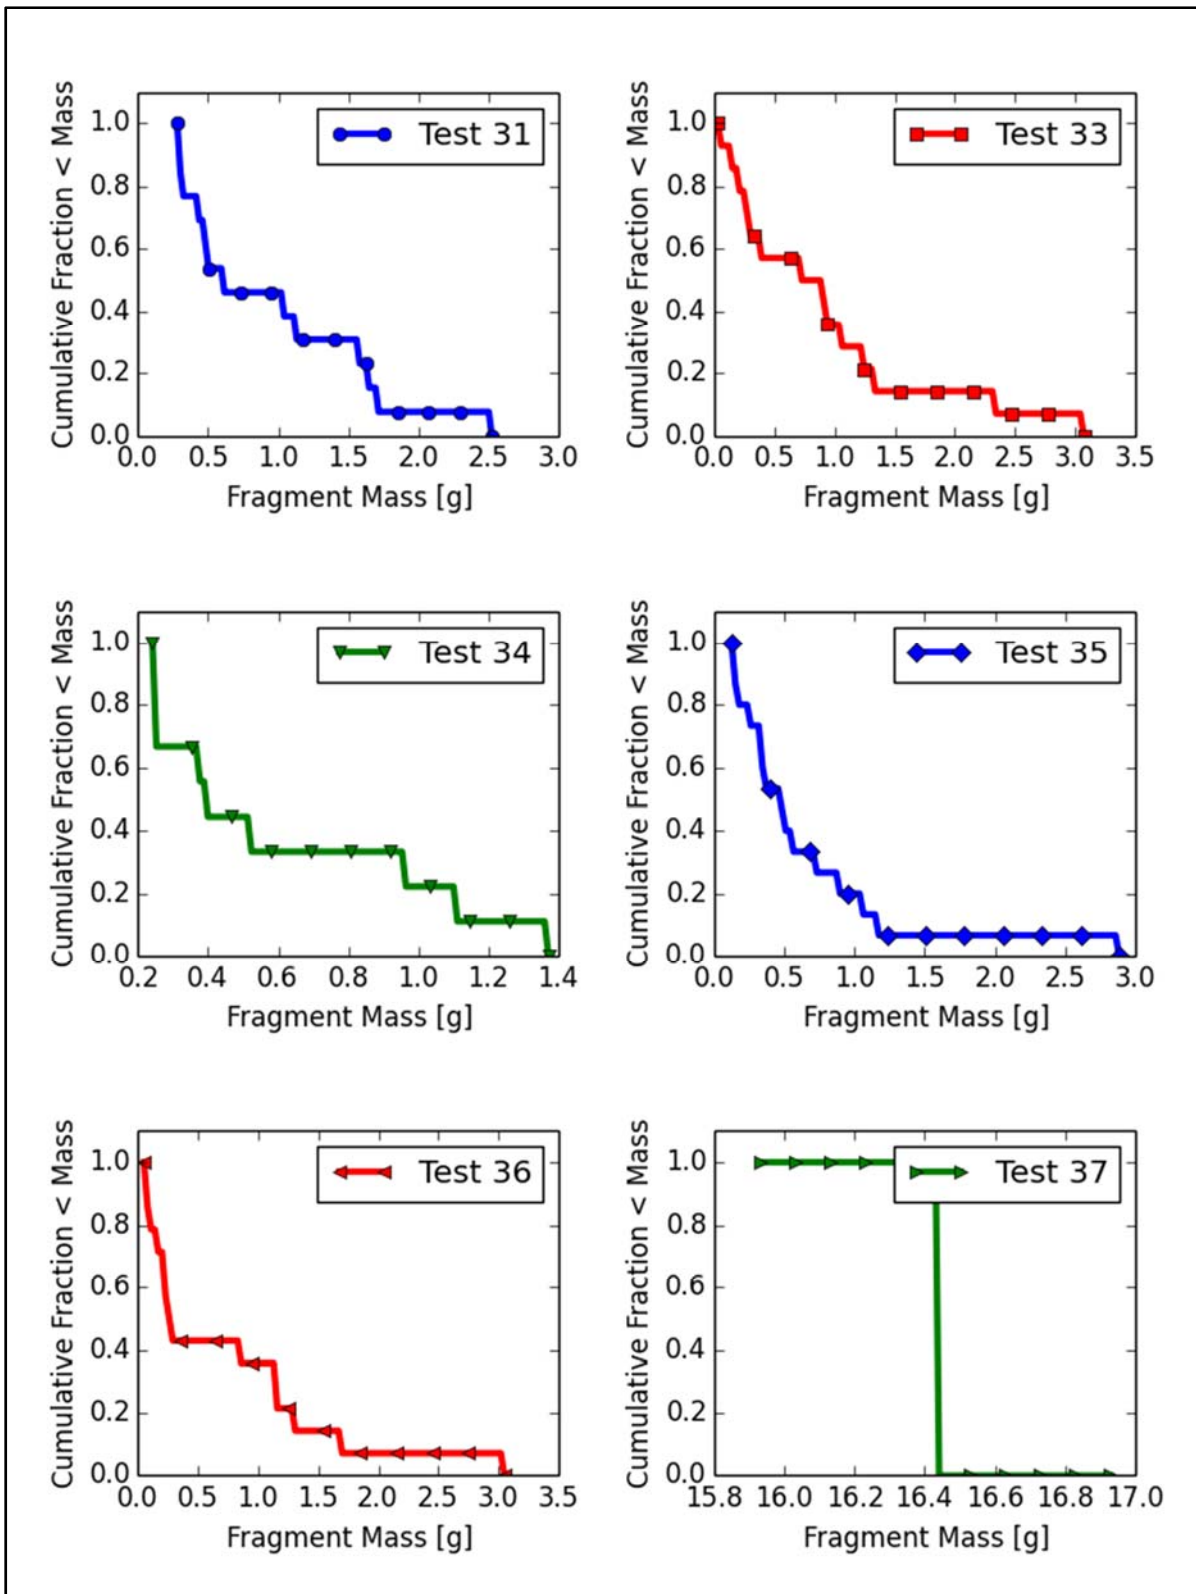 Cumulative Fraction < Mass
1.0
0.8
0.6
0.4
0.2
0.0
0.0 0.5 1.0 1.5 2.0 2.5 3.0
Fragment Mass [g]
Test 31
Cumulative Fraction < Mass
1.0
0.8
0.6
0.4
0.2
0.0
0.0 0.5 1.0 1.5 2.0 2.5 3.0 3.5
Fragment Mass [g]
Test 33
Cumulative Fraction < Mass
1.0
0.8
0.6
0.4
0.2
0.0
0.2 0.4 0.6 0.8 1.0 1.2 1.4
Fragment Mass [g]
Test 34
Cumulative Fraction < Mass
1.0
0.8
0.6
0.4
0.2
0.0
0.0 0.5 1.0 1.5 2.0 2.5 3.0
Fragment Mass [g]
Test 35
Cumulative Fraction < Mass
1.0
0.8
0.6
0.4
0.2
0.0
0.0 0.5 1.0 1.5 2.0 2.5 3.0 3.5
Fragment Mass [g]
Test 36
Cumulative Fraction < Mass
1.0
0.8
0.6
0.4
0.2
0.0
15.8 16.0 16.2 16.4 16.6 16.8 17.0
Fragment Mass [g]
Test 37